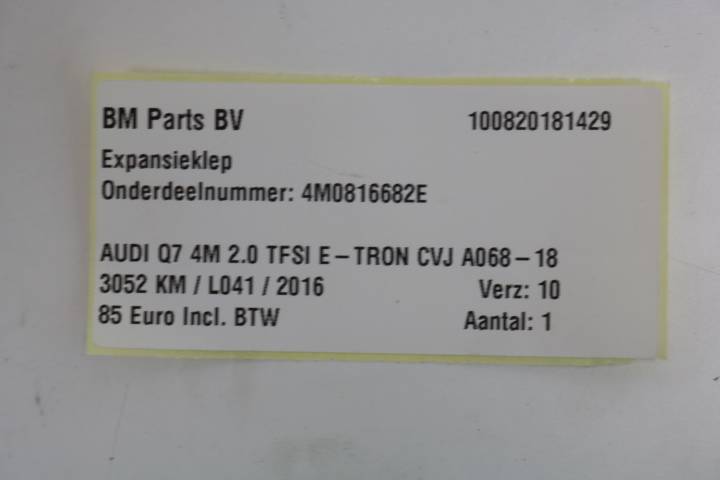 BM Parts BV 100820181429
Expansieklep
Onderdeelnummer: 4M0816682E
AUDI Q7 4M 2.0 TFSI E-TRON CVJ A068-18
3052 KM / L041 / 2016 Verz: 10
85 Euro Incl. BTW Aantal: 1